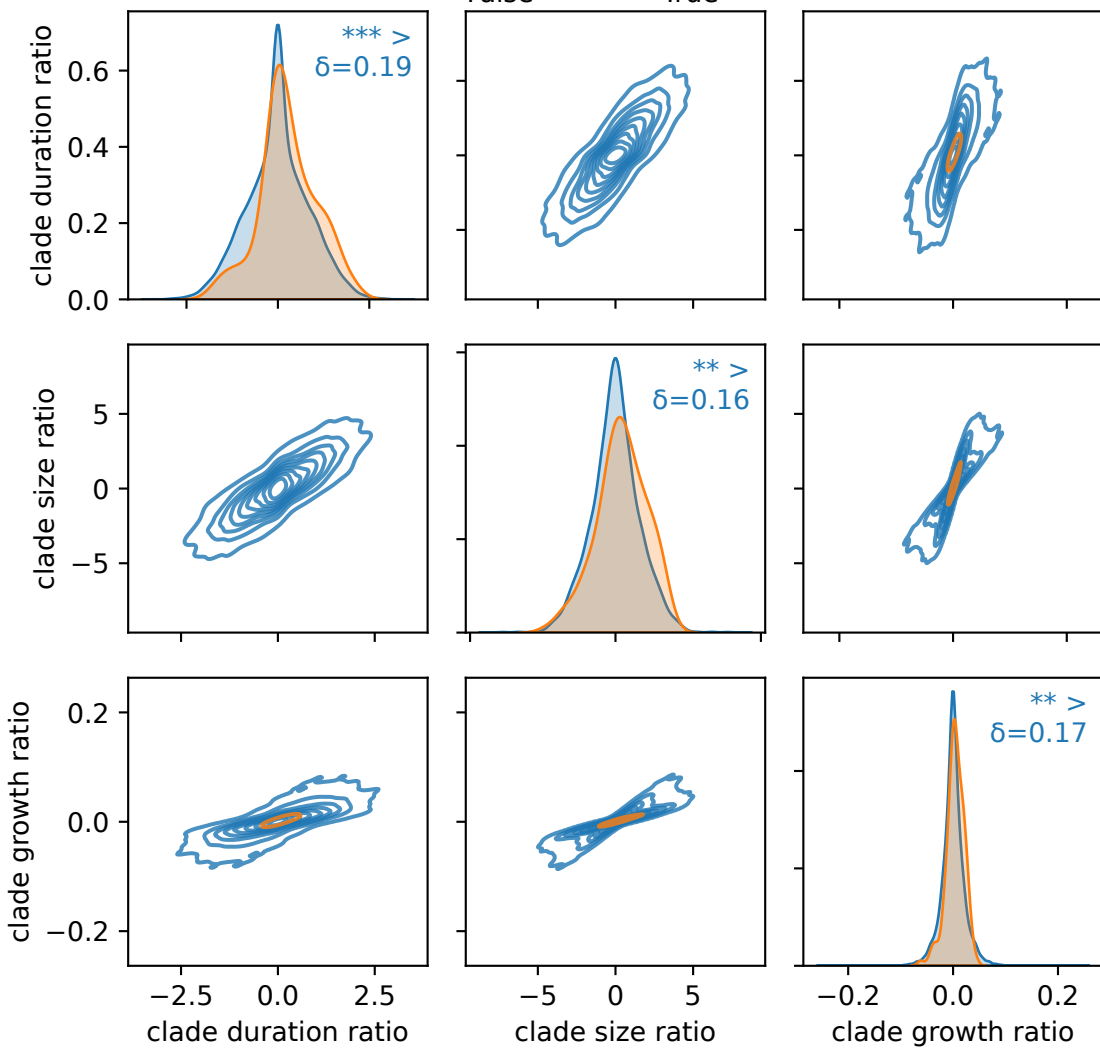 clade duration ratio
0.6
0.4
0.2
0.0
*** >
δ=0.19
clade size ratio
5
0
−5
** >
δ=0.16
clade growth ratio
0.2
0.0
−0.2
** >
δ=0.17
−2.5 0.0 2.5
−5 0 5
−0.2 0.0 0.2
clade duration ratio
clade size ratio
clade growth ratio